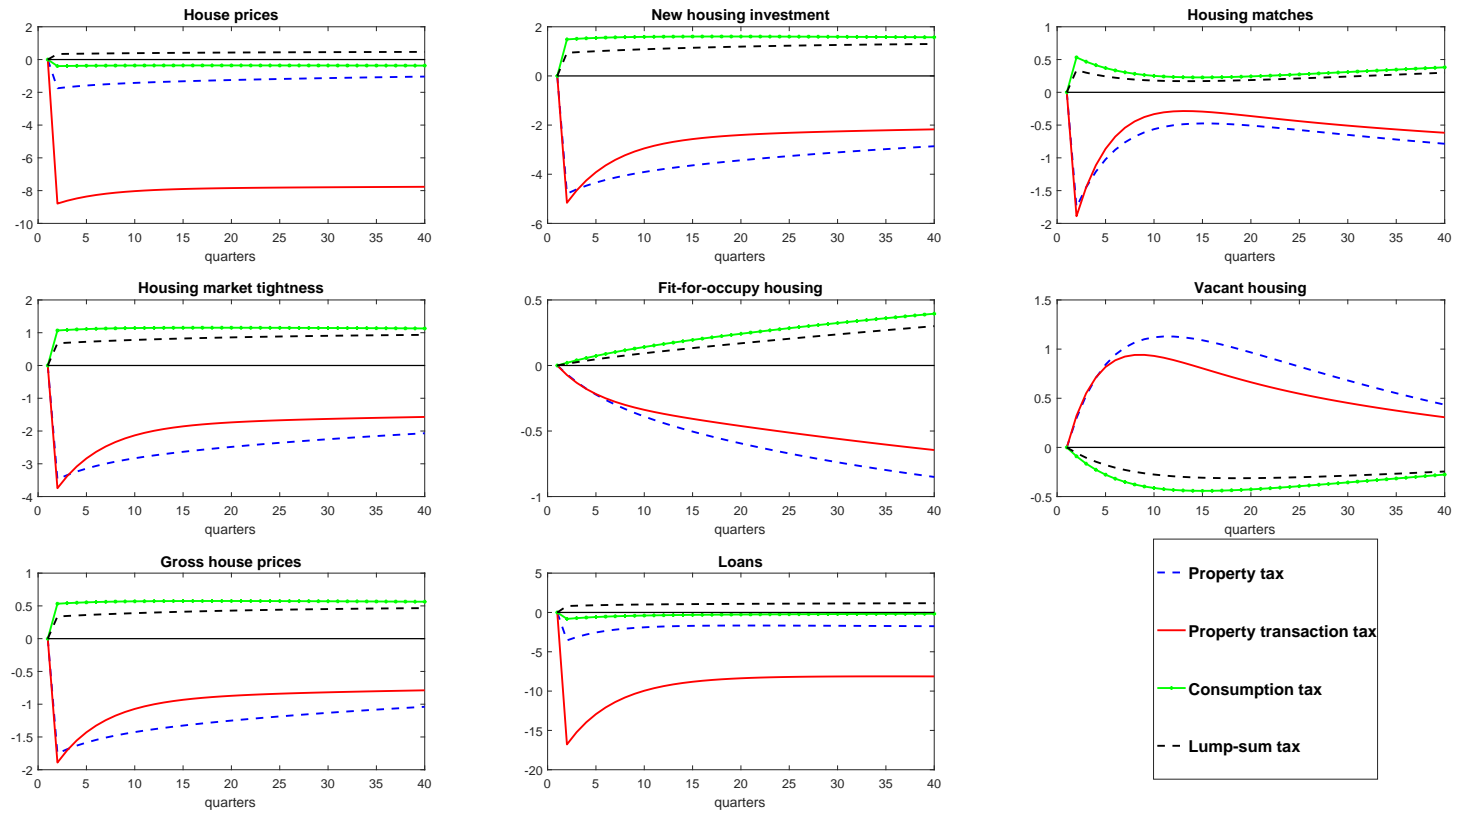 House prices
2
0
-2
-4
-6
-8
-10
0 5 10 15 20 25 30 35 40
quarters
New housing investment
2
0
-2
-4
-6
0 5 10 15 20 25 30 35 40
quarters
Housing matches
1
0.5
0
-0.5
-1
-1.5
-2
0 5 10 15 20 25 30 35 40
quarters
Housing market tightness
2
1
0
-1
-2
-3
-4
0 5 10 15 20 25 30 35 40
quarters
Fit-for-occupy housing
0.5
0
-0.5
-1
0 5 10 15 20 25 30 35 40
quarters
Vacant housing
1.5
1
0.5
0
-0.5
0 5 10 15 20 25 30 35 40
quarters
Gross house prices
1
0.5
0
-0.5
-1
-1.5
-2
0 5 10 15 20 25 30 35 40
quarters
Loans
5
0
-5
-10
-15
-20
0 5 10 15 20 25 30 35 40
quarters
Property tax
Property transaction tax
Consumption tax
Lump-sum tax